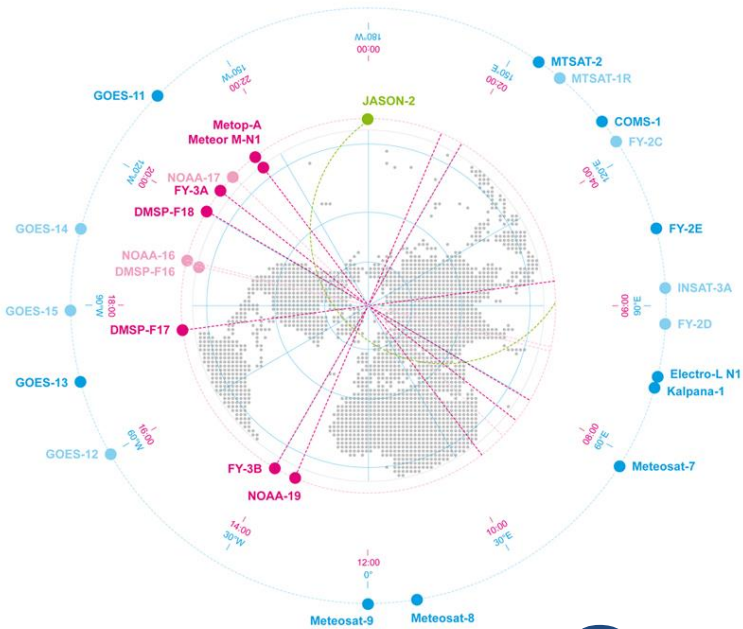 180°W
00:00
150°W
22:00
150°E
02:00
MTSAT-2
MTSAT-1R
GOES-11
JASON-2
COMS-1
FY-2C
Metop-A
Meteor M-N1
120°W
20:00
120°E
04:00
NOAA-17
FY-3A
DMSP-F18
GOES-14
FY-2E
NOAA-16
DMSP-F16
INSAT-3A
GOES-15
90°W
18:00
06:00
90°E
FY-2D
DMSP-F17
GOES-13
Electro-L N1
Kalpana-1
16:00
60°W
08:00
60°E
GOES-12
FY-3B
NOAA-19
Meteosat-7
14:00
30°W
10:00
30°E
12:00
0°
Meteosat-9
Meteosat-8